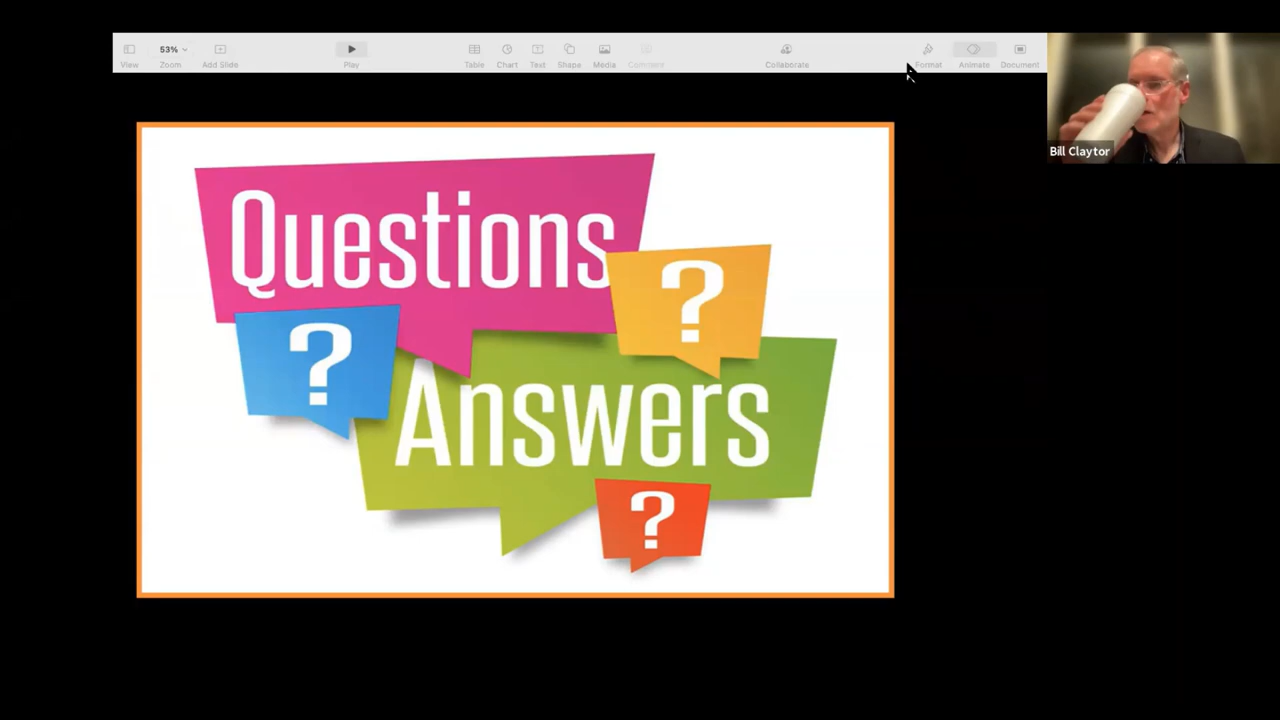 53%
View
Zoom
Add Slide
Play
Table
Chart
Text
Shape
Media
Comment
Collaborate
Format
Animate
Document
Bill Claytor
Questions
?
?
Answers
?